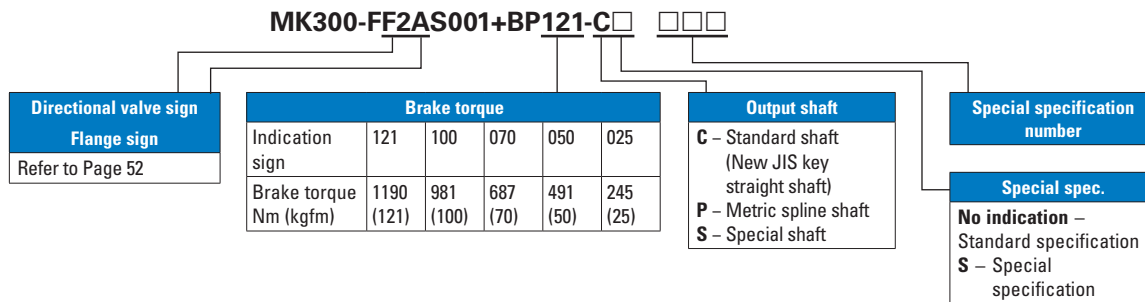 MK300-FF2AS001+BP121-C□ □□□
Directional valve sign
Flange sign
Refer to Page 52
Brake torque
Indication sign 121 100 070 050 025
Brake torque Nm (kgfm) 1190 (121) 981 (100) 687 (70) 491 (50) 245 (25)
Output shaft
C – Standard shaft
(New JIS key
straight shaft)
P – Metric spline shaft
S – Special shaft
Special specification
number
Special spec.
No indication –
Standard specification
S – Special
specification